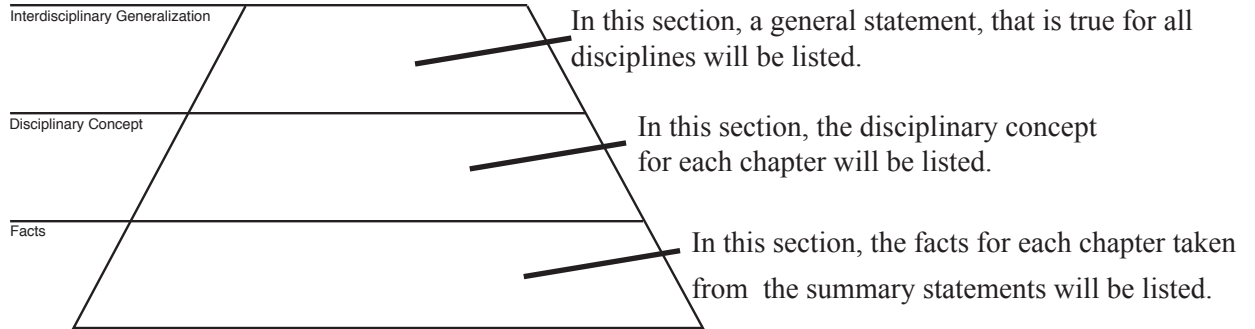 Interdisciplinary Generalization
In this section, a general statement, that is true for all
disciplines will be listed.
Disciplinary Concept
In this section, the disciplinary concept
for each chapter will be listed.
Facts
In this section, the facts for each chapter taken
from the summary statements will be listed.